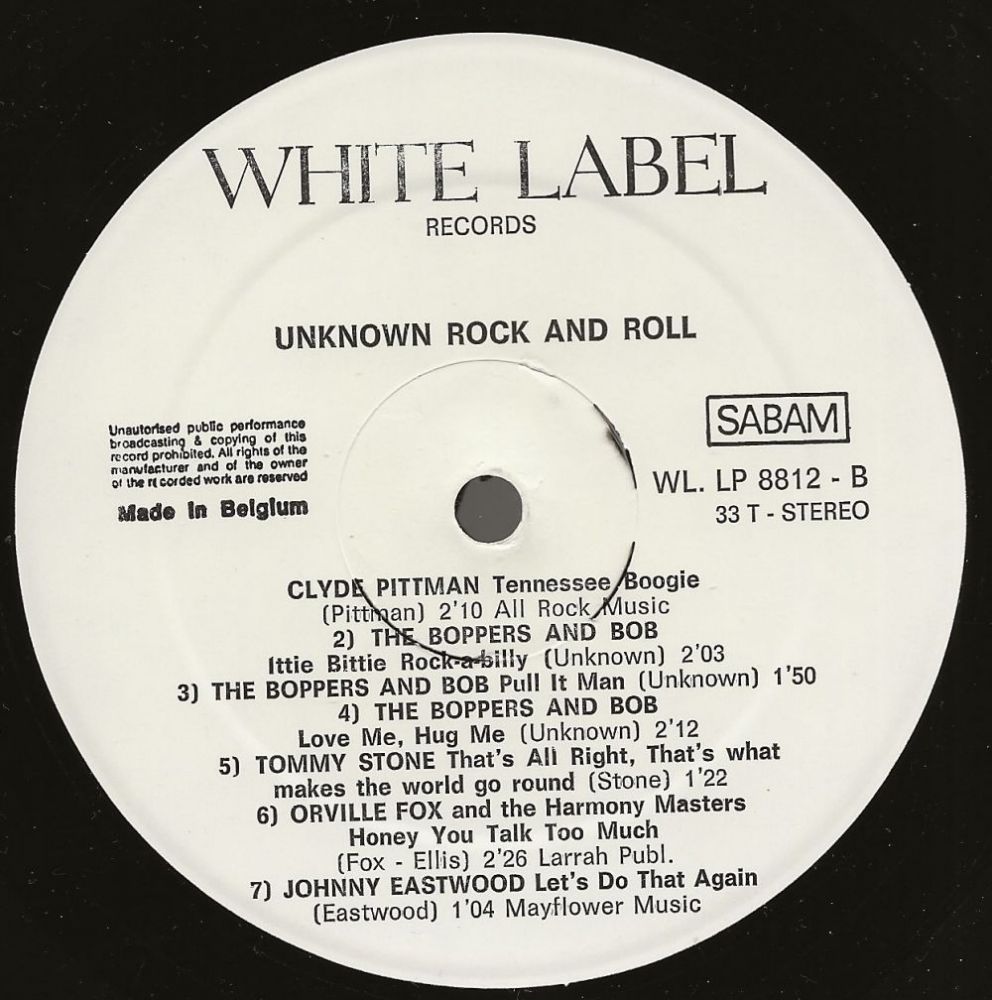 WHITE LABEL
RECORDS
UNKNOWN ROCK AND ROLL
Unautorised public performance
broadcasting & copying of this
record prohibited. All rights of the
manufacturer and of the owner
of the recorded work are reserved
Made in Belgium
SABAM
WL. LP 8812 - B
33 T - STEREO
CLYDE PITTMAN Tennessee Boogie
(Pittman) 2'10 All Rock Music
2) THE BOPPERS AND BOB
Ittie Bittie Rock-a-billy (Unknown) 2'03
3) THE BOPPERS AND BOB Pull It Man (Unknown) 1'50
4) THE BOPPERS AND BOB
Love Me, Hug Me (Unknown) 2'12
5) TOMMY STONE That's All Right, That's what
makes the world go round (Stone) 1'22
6) ORVILLE FOX and the Harmony Masters
Honey You Talk Too Much
(Fox - Ellis) 2'26 Larrah Publ.
7) JOHNNY EASTWOOD Let's Do That Again
(Eastwood) 1'04 Mayflower Music